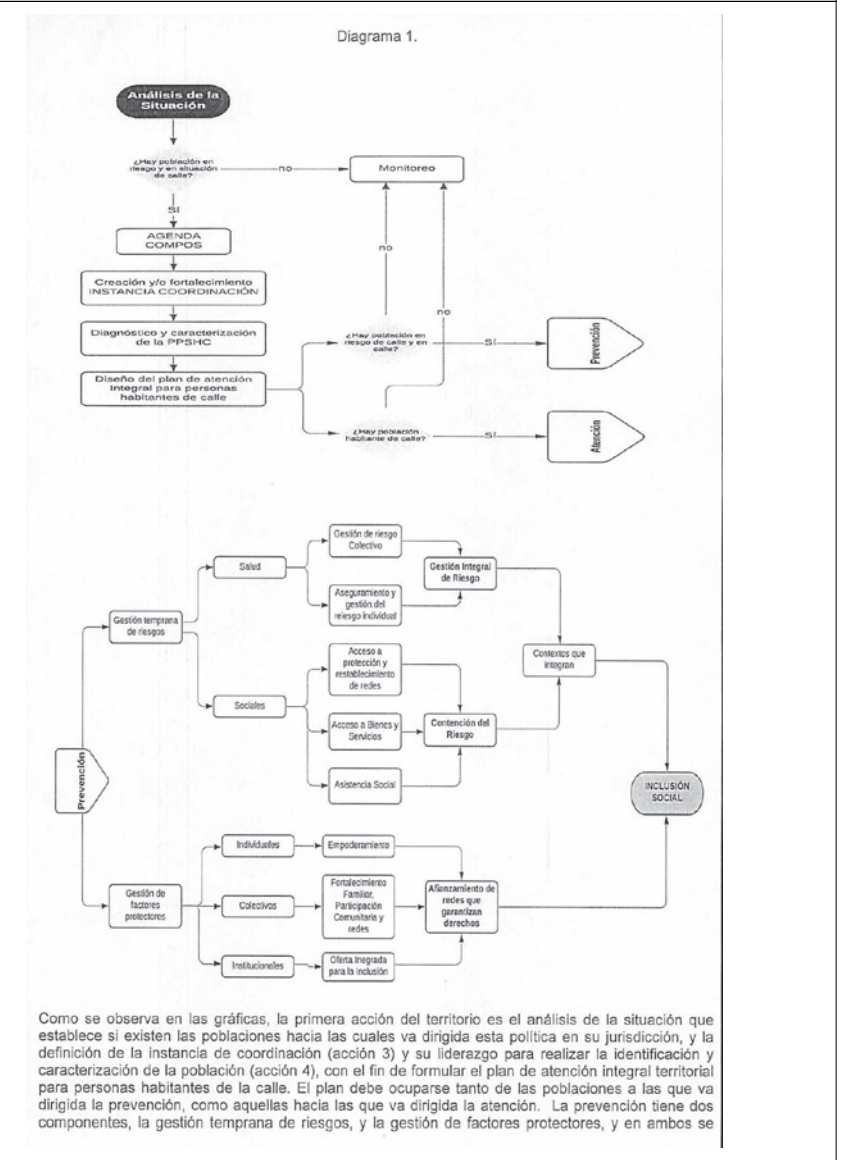 Diagrama 1.
Análisis de la
Situación
¿Hay población en
riesgo y en situación
de calle?
no
Monitoreo
SÍ
AGENDA
COMPOS
no
Creación y/o fortalecimiento
INSTANCIA COORDINACIÓN
no
Diagnóstico y caracterización
de la PPSHC
¿Hay población en
riesgo de calle y en
calle?
SÍ
Prevención
Diseño del plan de atención
integral para personas
habitantes de calle
¿Hay población
habitante de calle?
SÍ
Atención
Gestión de riesgo
Colectivo
Salud
Gestión Integral
de Riesgo
Aseguramiento y
gestión del
reiesgo individual
Gestión temprana
de riesgos
Acceso a
protección y
restablecimiento
de redes
Contextos que
integran
Sociales
Acceso a Bienes y
Servicios
Contención del
Riesgo
Asistencia Social
Prevención
INCLUSIÓN
SOCIAL
Individuales
Empoderamiento
Gestión de
factores
protectores
Colectivos
Fortalecimiento
Familiar,
Participación
Comunitaria y
redes
Afianzamiento de
redes que
garantizan
derechos
Institucionales
Oferta Inegrada
para la inclusión
Como se observa en las gráficas, la primera acción del territorio es el análisis de la situación que
establece si existen las poblaciones hacia las cuales va dirigida esta política en su jurisdicción, y la
definición de la instancia de coordinación (acción 3) y su liderazgo para realizar la identificación y
caracterización de la población (acción 4), con el fin de formular el plan de atención integral territorial
para personas habitantes de la calle. El plan debe ocuparse tanto de las poblaciones a las que va
dirigida la prevención, como aquellas hacia las que va dirigida la atención. La prevención tiene dos
componentes, la gestión temprana de riesgos, y la gestión de factores protectores, y en ambos se